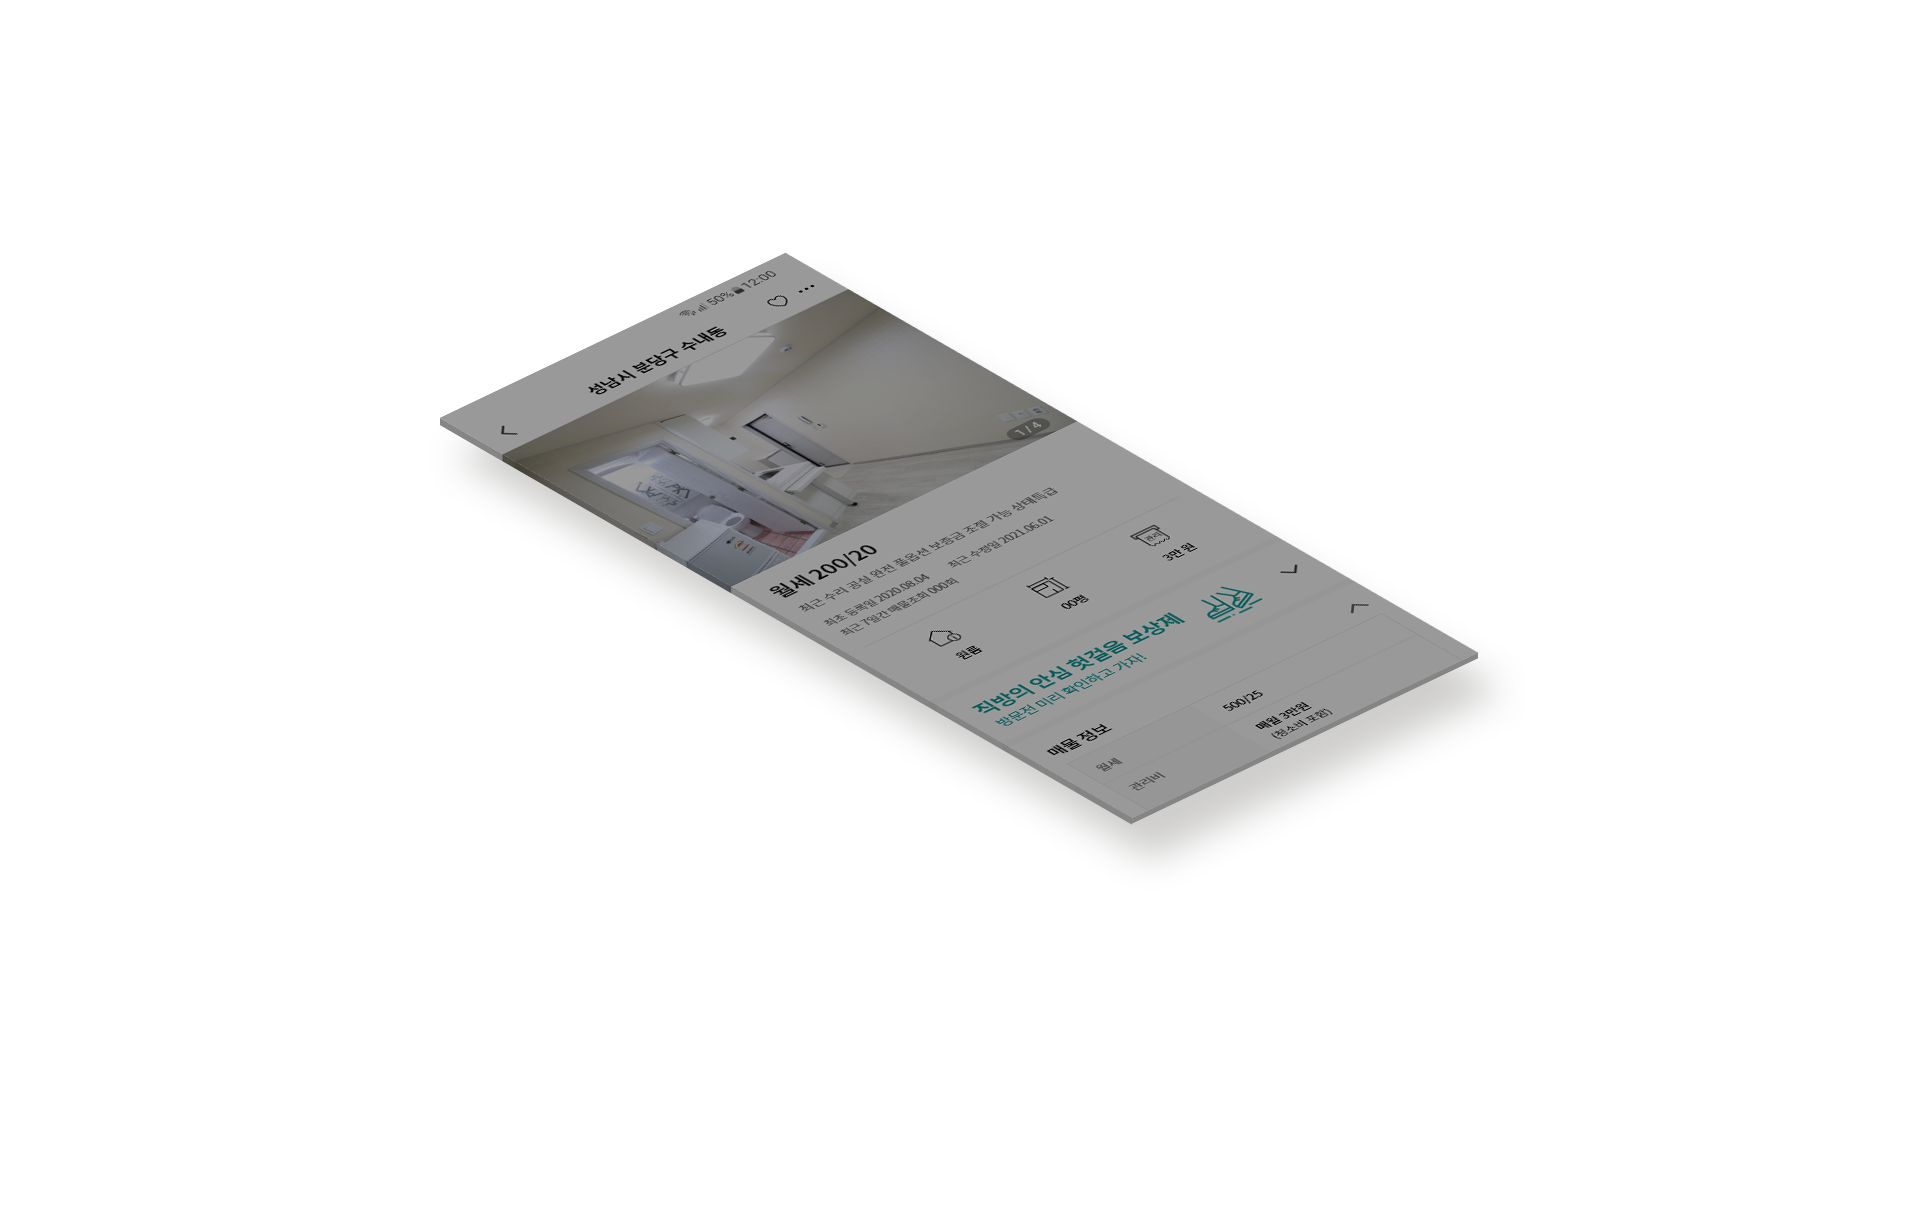 50% 12:00
성남시 분당구 수내동
1 / 4
월세 200/20
최근 수리 공실 완전 풀옵션 보증금 조절 가능 상태특급
최초 등록일 2020.08.04 최근 수정일 2021.06.01
최근 7일간 매물조회 000회
원룸
00평
관리
3만 원
직방의 안심 헛걸음 보상제
방문전 미리 확인하고 가자!
매물 정보
월세 500/25
관리비 매월 3만원
(청소비 포함)